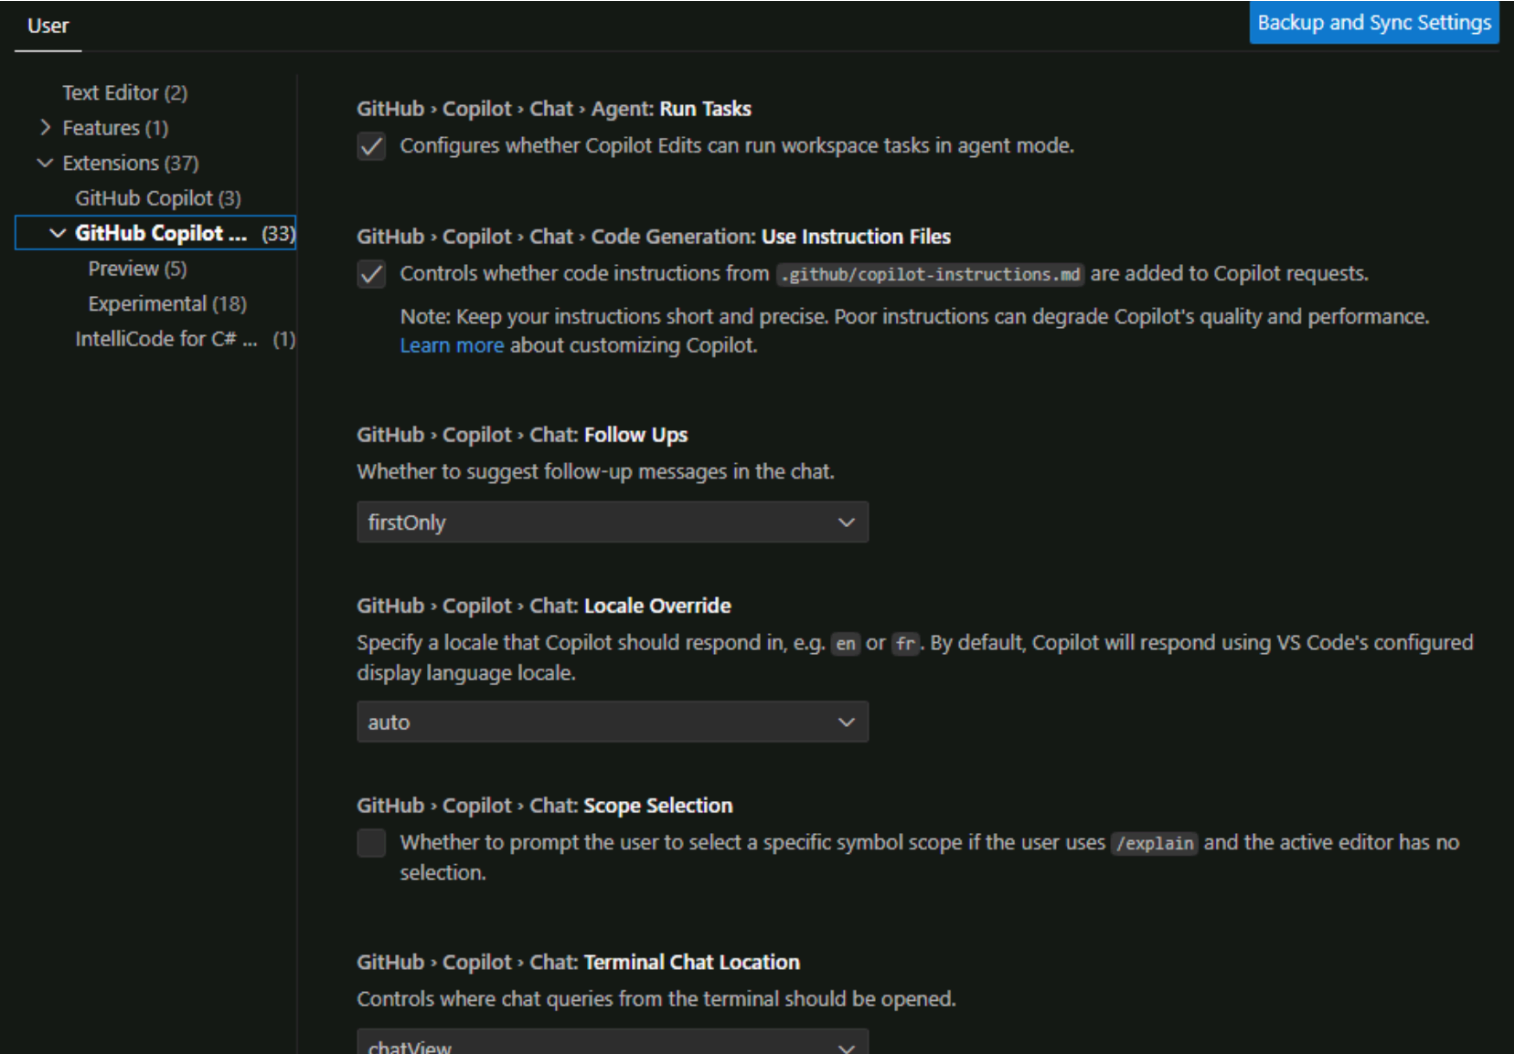 User
Backup and Sync Settings
Text Editor (2)
Features (1)
Extensions (37)
GitHub Copilot (3)
GitHub Copilot ... (33)
Preview (5)
Experimental (18)
IntelliCode for C# ... (1)
GitHub › Copilot › Chat › Agent: Run Tasks
Configures whether Copilot Edits can run workspace tasks in agent mode.
GitHub › Copilot › Chat › Code Generation: Use Instruction Files
Controls whether code instructions from .github/copilot-instructions.md are added to Copilot requests.
Note: Keep your instructions short and precise. Poor instructions can degrade Copilot's quality and performance.
Learn more about customizing Copilot.
GitHub › Copilot › Chat: Follow Ups
Whether to suggest follow-up messages in the chat.
firstOnly
GitHub › Copilot › Chat: Locale Override
Specify a locale that Copilot should respond in, e.g. en or fr. By default, Copilot will respond using VS Code's configured
display language locale.
auto
GitHub › Copilot › Chat: Scope Selection
Whether to prompt the user to select a specific symbol scope if the user uses /explain and the active editor has no
selection.
GitHub › Copilot › Chat: Terminal Chat Location
Controls where chat queries from the terminal should be opened.
chatView